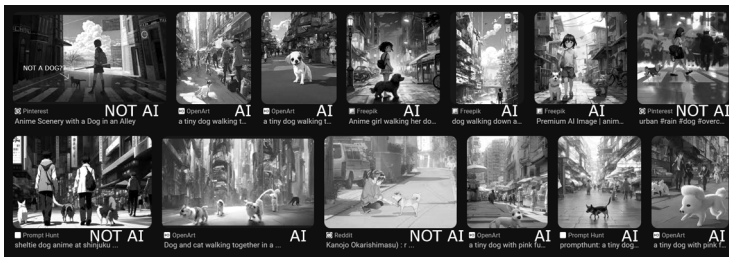 NOT A DOG??
NOT AI
AI
AI
AI
AI
AI
NOT AI
Pinterest
OpenArt
OpenArt
Freepik
Freepik
Freepik
Pinterest
Anime Scenery with a Dog in an Alley
a tiny dog walking t...
a tiny dog walking t...
Anime girl walking her do...
dog walking down a...
Premium AI Image | anim...
urban #rain #dog #overc...
NOT AI
AI
NOT AI
AI
AI
AI
Prompt Hunt
OpenArt
Reddit
OpenArt
Prompt Hunt
OpenArt
sheltie dog anime at shinjuku ...
Dog and cat walking together in a ...
Kanojo Okarishimasu) : r ...
a tiny dog with pink fu...
prompthunt: a tiny dog...
a tiny dog with pink f...